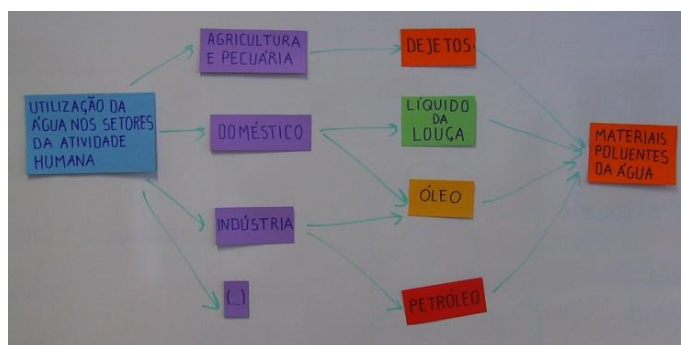 UTILIZAÇÃO DA
ÁGUA NOS SETORES
DA ATIVIDADE
HUMANA
AGRICULTURA
E PECUÁRIA
DOMÉSTICO
INDÚSTRIA
(...)
DEJETOS
LÍQUIDO
DA
LOUÇA
ÓLEO
PETRÓLEO
MATERIAIS
POLUENTES
DA ÁGUA